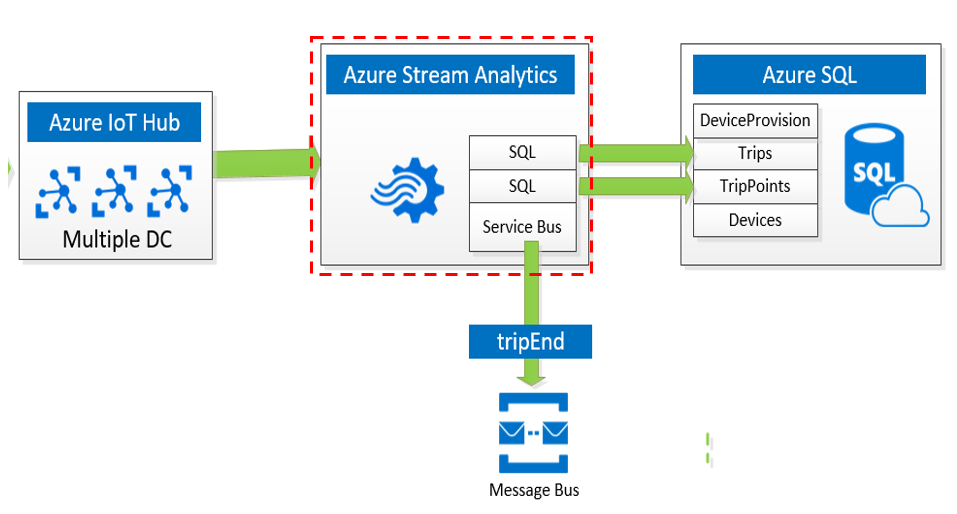 Azure IoT Hub
Multiple DC
Azure Stream Analytics
SQL
SQL
Service Bus
Azure SQL
DeviceProvision
Trips
TripPoints
Devices
SQL
tripEnd
Message Bus